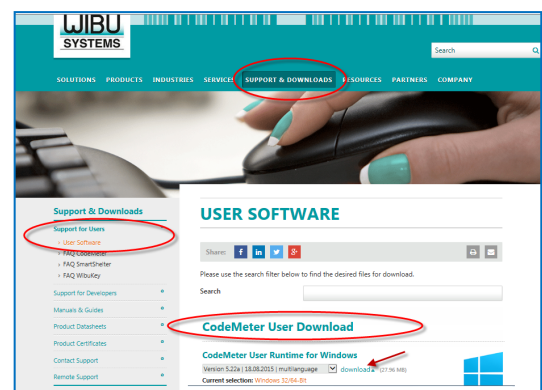 WIBU
SYSTEMS
Search
SOLUTIONS PRODUCTS INDUSTRIES SERVICES SUPPORT & DOWNLOADS RESOURCES PARTNERS COMPANY
Support & Downloads
Support for Users
› User Software
› FAQ CodeMeter
› FAQ SmartShelter
› FAQ WibuKey
Support for Developers
Manuals & Guides
Product Datasheets
Product Certificates
Contact Support
Remote Support
USER SOFTWARE
Share:
Please use the search filter below to find the desired files for download.
Search
CodeMeter User Download
CodeMeter User Runtime for Windows
Version 5.22a | 18.08.2015 | multilanguage download (27.96 MB)
Current selection: Windows 32/64-Bit